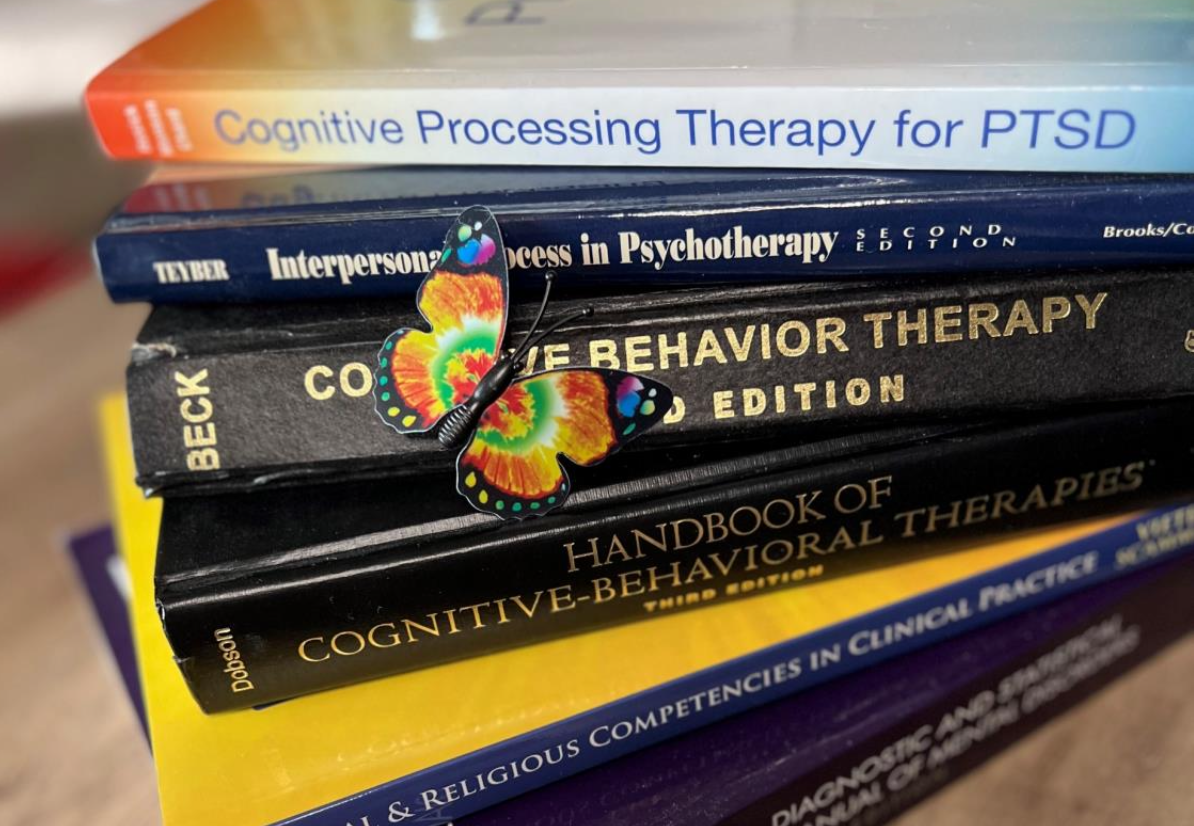 Cognitive Processing Therapy for PTSD
TEYBER
Interpersona ocess in Psychotherapy
SECOND
EDITION
Brooks/Co
BECK
CO VE BEHAVIOR THERAPY
D EDITION
Dobson
HANDBOOK OF
COGNITIVE-BEHAVIORAL THERAPIES
THIRD EDITION
AL & RELIGIOUS COMPETENCIES IN CLINICAL PRACTICE
DIAGNOSTIC AND STATISTICAL
ANUAL OF MENTAL DISORDERS